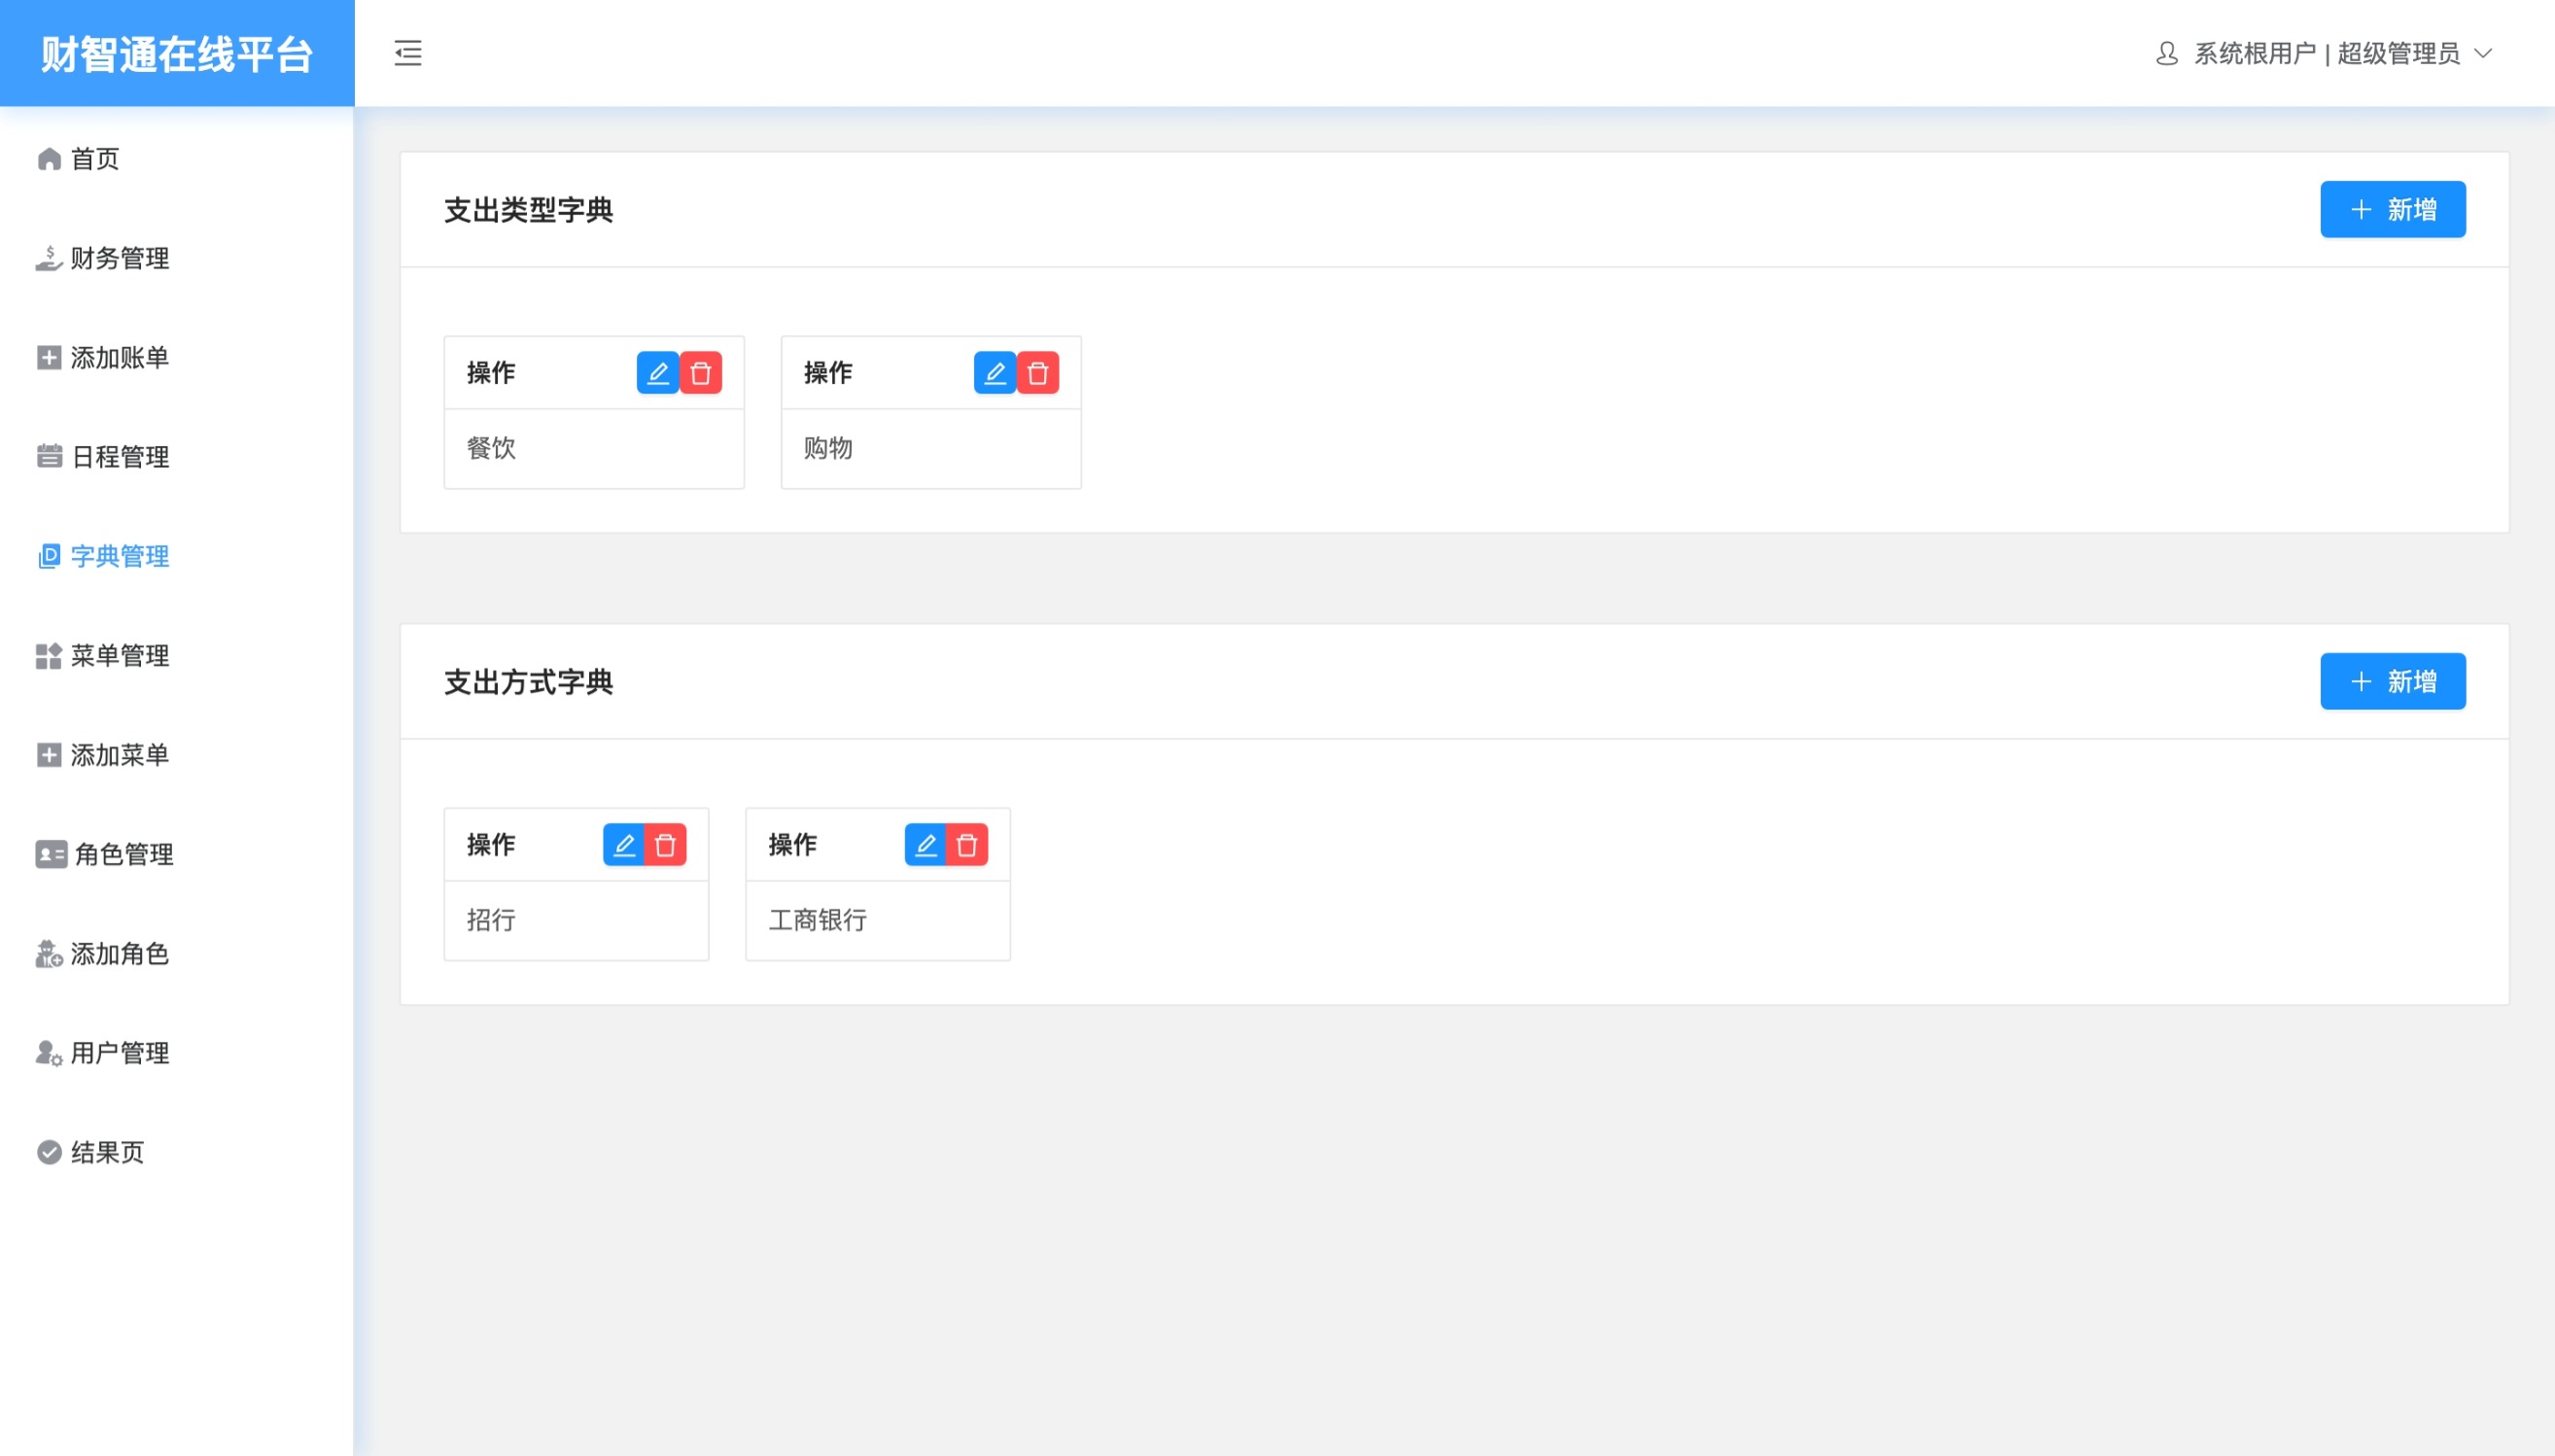 财智通在线平台
系统根用户 | 超级管理员
首页
财务管理
添加账单
日程管理
字典管理
菜单管理
添加菜单
角色管理
添加角色
用户管理
结果页
支出类型字典
新增
操作
餐饮
操作
购物
支出方式字典
新增
操作
招行
操作
工商银行